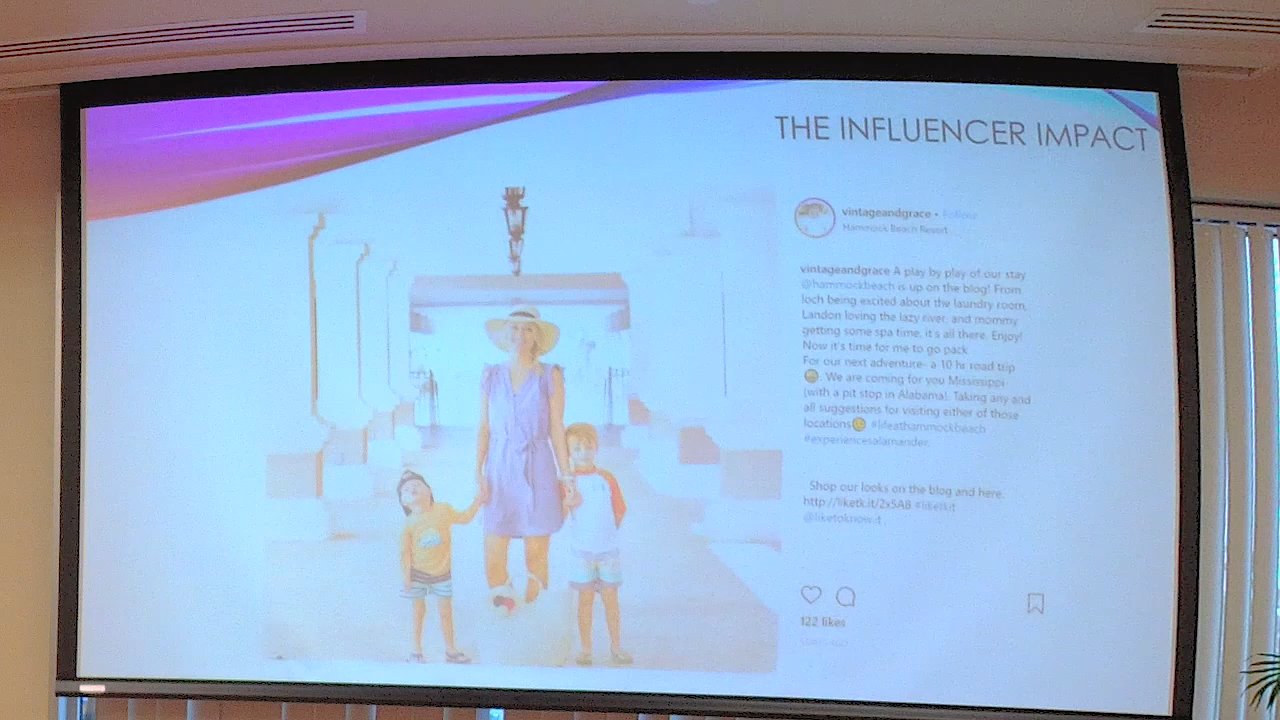 THE INFLUENCER IMPACT
vintageandgrace • Follow
Hammock Beach Resort
vintageandgrace A play by play of our stay
@hammockbeach is up on the blog! From
loch being excited about the laundry room,
Landon loving the lazy river, and mommy
getting some spa time, it's all there. Enjoy!
Now it's time for me to go pack
For our next adventure- a 10 hr road trip
. We are coming for you Mississippi
(with a pit stop in Alabama). Taking any and
all suggestions for visiting either of those
locations #lifeathammockbeach
#experiencesalamander
Shop our looks on the blog and here.
http://liketk.it/2x5A8 #liketkit
@liketoknow.it
122 likes